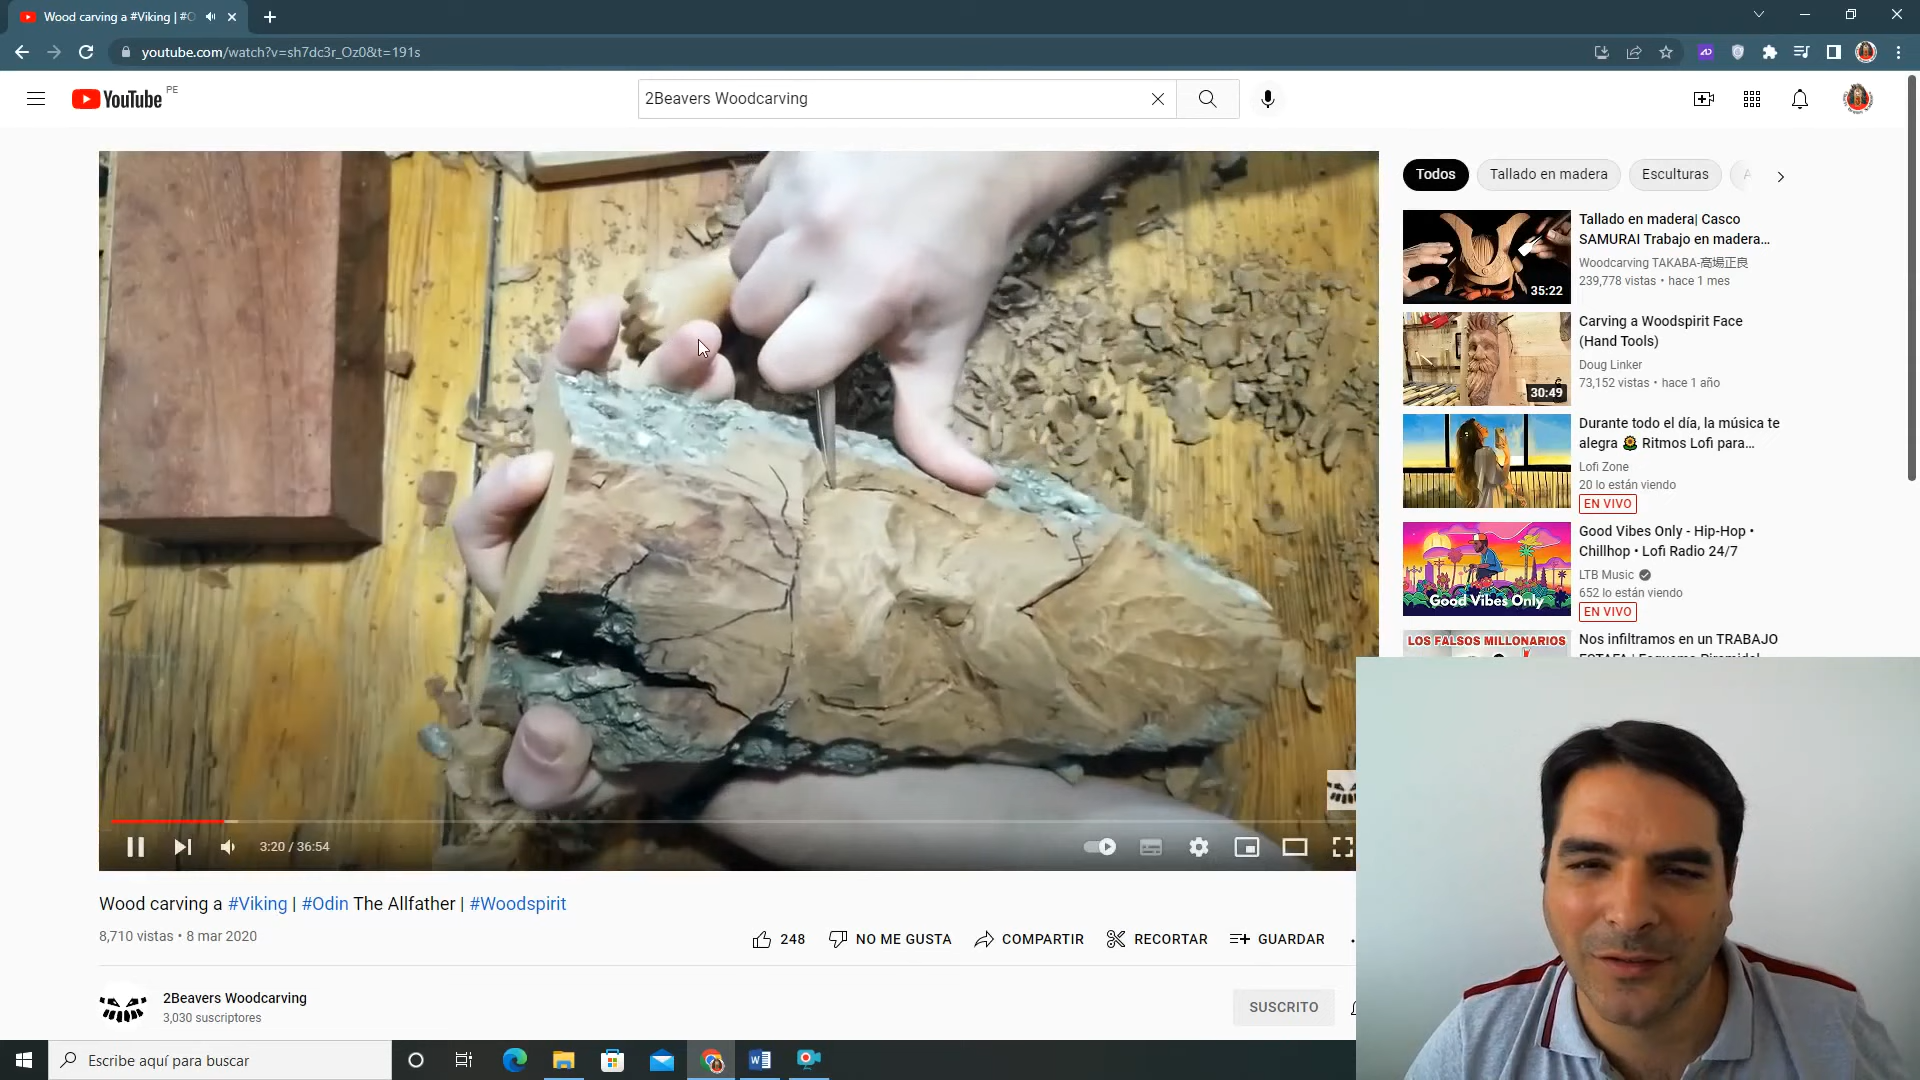 Wood carving a #Viking | #O
youtube.com/watch?v=sh7dc3r_Oz0&t=191s
YouTube PE
2Beavers Woodcarving
Todos
Tallado en madera
Esculturas
A
Tallado en madera| Casco
SAMURAI Trabajo en madera...
Woodcarving TAKABA-高場正良
239,778 vistas • hace 1 mes
35:22
Carving a Woodspirit Face
(Hand Tools)
Doug Linker
73,152 vistas • hace 1 año
30:49
Durante todo el día, la música te
alegra 🌻 Ritmos Lofi para...
Lofi Zone
20 lo están viendo
EN VIVO
Good Vibes Only - Hip-Hop •
Chillhop • Lofi Radio 24/7
LTB Music
652 lo están viendo
EN VIVO
Good Vibes Only
LOS FALSOS MILLONARIOS
Nos infiltramos en un TRABAJO
3:20 / 36:54
Wood carving a #Viking | #Odin The Allfather | #Woodspirit
8,710 vistas • 8 mar 2020
248
NO ME GUSTA
COMPARTIR
RECORTAR
GUARDAR
2Beavers Woodcarving
3,030 suscriptores
SUSCRITO
Escribe aquí para buscar